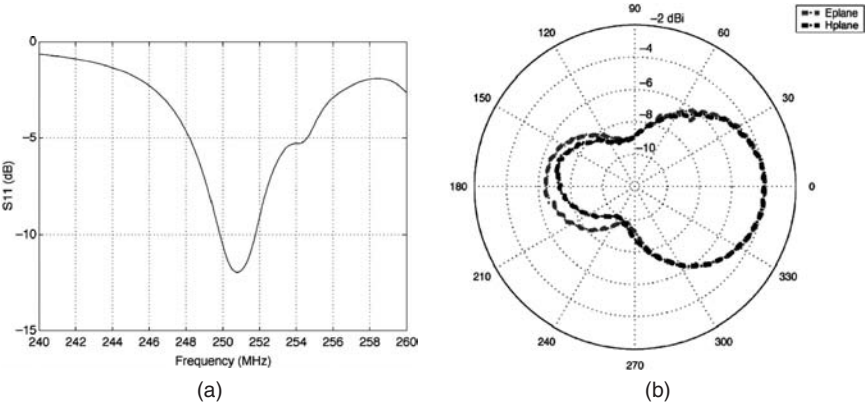 0
−5
−10
−15
S11 (dB)
240 242 244 246 248 250 252 254 256 258 260
Frequency (MHz)
(a)
Eplane
Hplane
90
−2 dBi
120
60
−4
−6
150
30
−8
−10
180
0
210
330
240
300
270
(b)